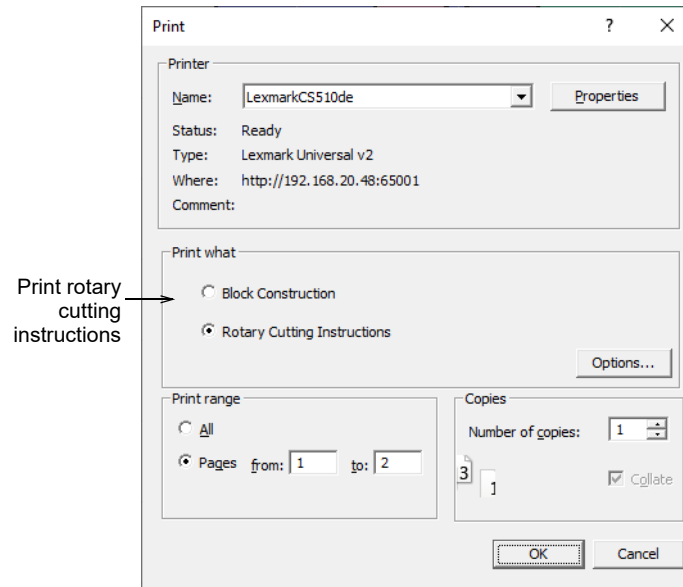 Print
?
Printer
Name: LexmarkCS510de Properties
Status: Ready
Type: Lexmark Universal v2
Where: http://192.168.20.48:65001
Comment:
Print what
Print rotary
cutting
instructions
Block Construction
Rotary Cutting Instructions
Options...
Print range
All
Pages from: 1 to: 2
Copies
Number of copies: 1
3 1
Collate
OK Cancel